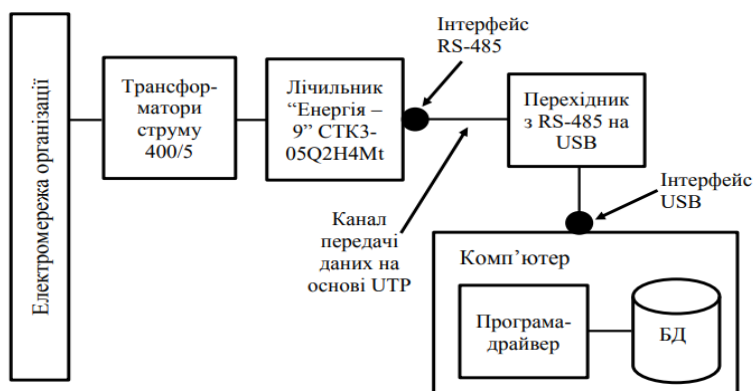 Електромережа організації
Трансфор-
матори
струму
400/5
Лічильник
“Енергія –
9” СТК3-
05Q2H4Mt
Інтерфейс
RS-485
Перехідник
з RS-485 на
USB
Канал
передачі
даних на
основі UTP
Інтерфейс
USB
Комп’ютер
Програма-
драйвер
БД